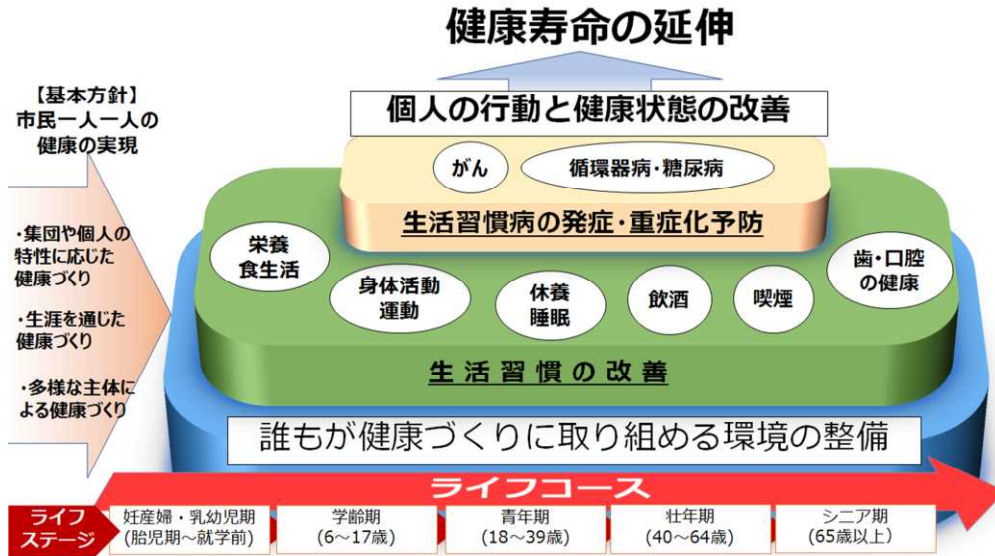 健康寿命の延伸
【基本方針】
市民一人一人の
健康の実現
・集団や個人の
特性に応じた
健康づくり
・生涯を通じた
健康づくり
・多様な主体に
よる健康づくり
個人の行動と健康状態の改善
がん
循環器病・糖尿病
生活習慣病の発症・重症化予防
栄養
食生活
身体活動
運動
休養
睡眠
飲酒
喫煙
歯・口腔
の健康
生活習慣の改善
誰もが健康づくりに取り組める環境の整備
ライフコース
ライフ
ステージ
妊産婦・乳幼児期
(胎児期～就学前)
学齢期
(6～17歳)
青年期
(18～39歳)
壮年期
(40～64歳)
シニア期
(65歳以上)